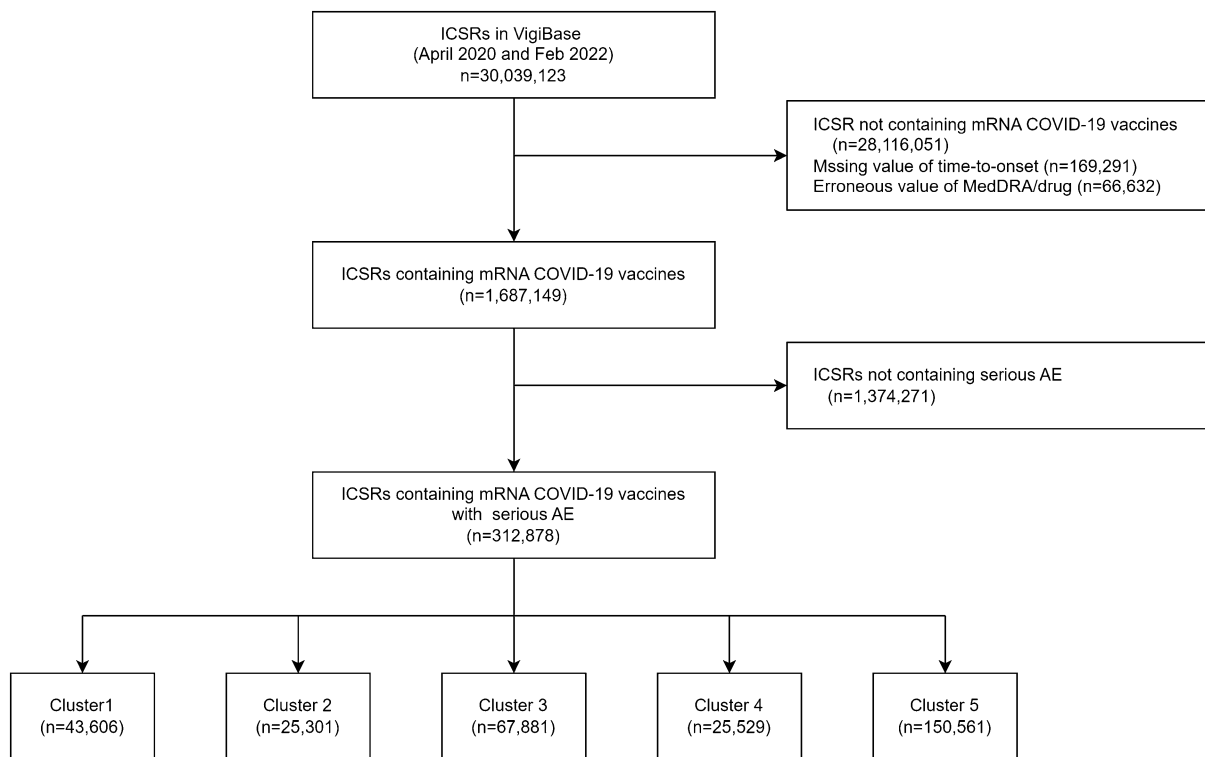 ICSRs in VigiBase
(April 2020 and Feb 2022)
n=30,039,123
ICSR not containing mRNA COVID-19 vaccines
(n=28,116,051)
Mssing value of time-to-onset (n=169,291)
Erroneous value of MedDRA/drug (n=66,632)
ICSRs containing mRNA COVID-19 vaccines
(n=1,687,149)
ICSRs not containing serious AE
(n=1,374,271)
ICSRs containing mRNA COVID-19 vaccines
with serious AE
(n=312,878)
Cluster1
(n=43,606)
Cluster 2
(n=25,301)
Cluster 3
(n=67,881)
Cluster 4
(n=25,529)
Cluster 5
(n=150,561)